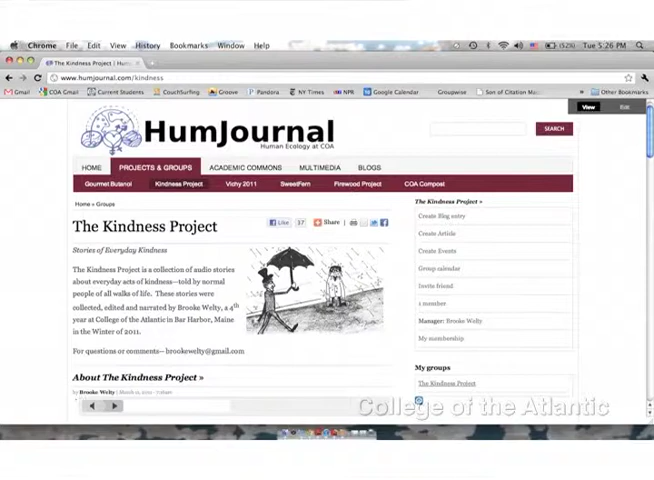 Chrome File Edit View History Bookmarks Window Help (52%) Tue 5:26 PM
The Kindness Project | Hum
www.humjournal.com/kindness
Gmail COA Gmail Current Students CouchSurfing Groove Pandora NY Times NPR Google Calendar Groupwise Son of Citation Mac Other Bookmarks
View Edit
HumJournal
Human Ecology at COA
SEARCH
HOME PROJECTS & GROUPS ACADEMIC COMMONS MULTIMEDIA BLOGS
Gourmet Butanol Kindness Project Vichy 2011 SweetFern Firewood Project COA Compost
Home » Groups
The Kindness Project
Like 37 Share
Stories of Everyday Kindness
The Kindness Project is a collection of audio stories
about everyday acts of kindness—told by normal
people of all walks of life. These stories were
collected, edited and narrated by Brooke Welty, a 4th
year at College of the Atlantic in Bar Harbor, Maine
in the Winter of 2011.
For questions or comments— brookewelty@gmail.com
About The Kindness Project »
by Brooke Welty | March
The Kindness Project »
Create Blog entry
Create Article
Create Events
Group calendar
Invite friend
1 member
Manager: Brooke Welty
My membership
My groups
The Kindness Project
College of the Atlantic